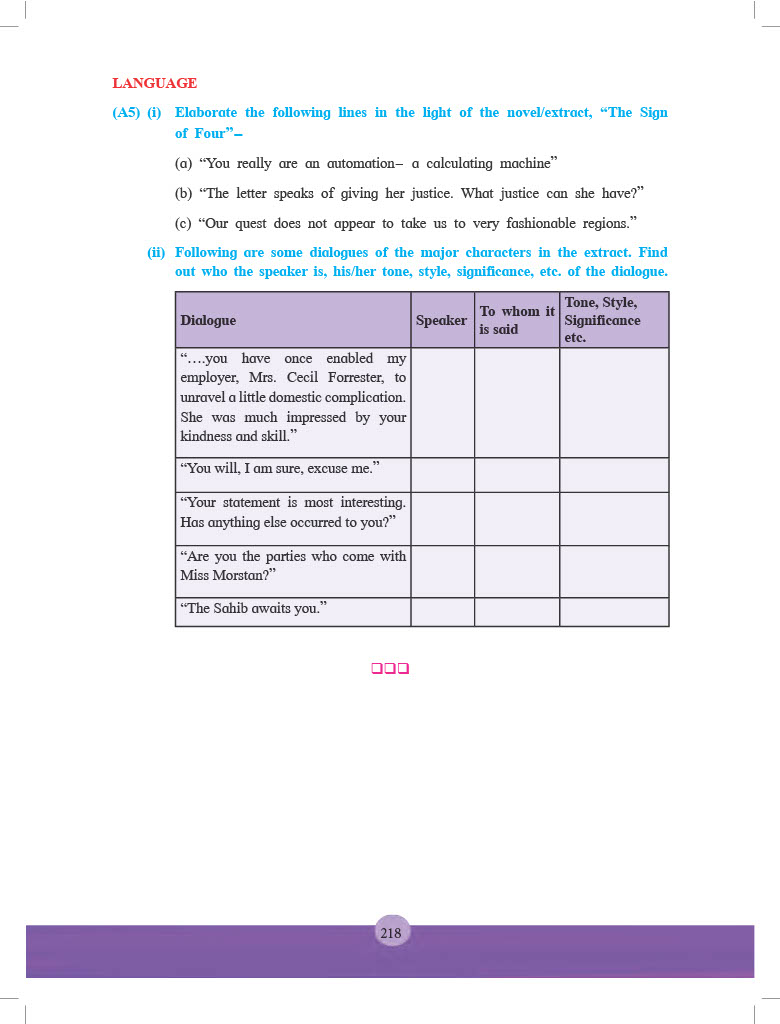 LANGUAGE
(A5) (i) Elaborate the following lines in the light of the novel/extract, “The Sign
of Four”–
(a) “You really are an automation– a calculating machine”
(b) “The letter speaks of giving her justice. What justice can she have?”
(c) “Our quest does not appear to take us to very fashionable regions.”
(ii) Following are some dialogues of the major characters in the extract. Find
out who the speaker is, his/her tone, style, significance, etc. of the dialogue.
Dialogue
Speaker
To whom it
is said
Tone, Style,
Significance
etc.
“….you have once enabled my
employer, Mrs. Cecil Forrester, to
unravel a little domestic complication.
She was much impressed by your
kindness and skill.”
“You will, I am sure, excuse me.”
“Your statement is most interesting.
Has anything else occurred to you?”
“Are you the parties who come with
Miss Morstan?”
“The Sahib awaits you.”
218